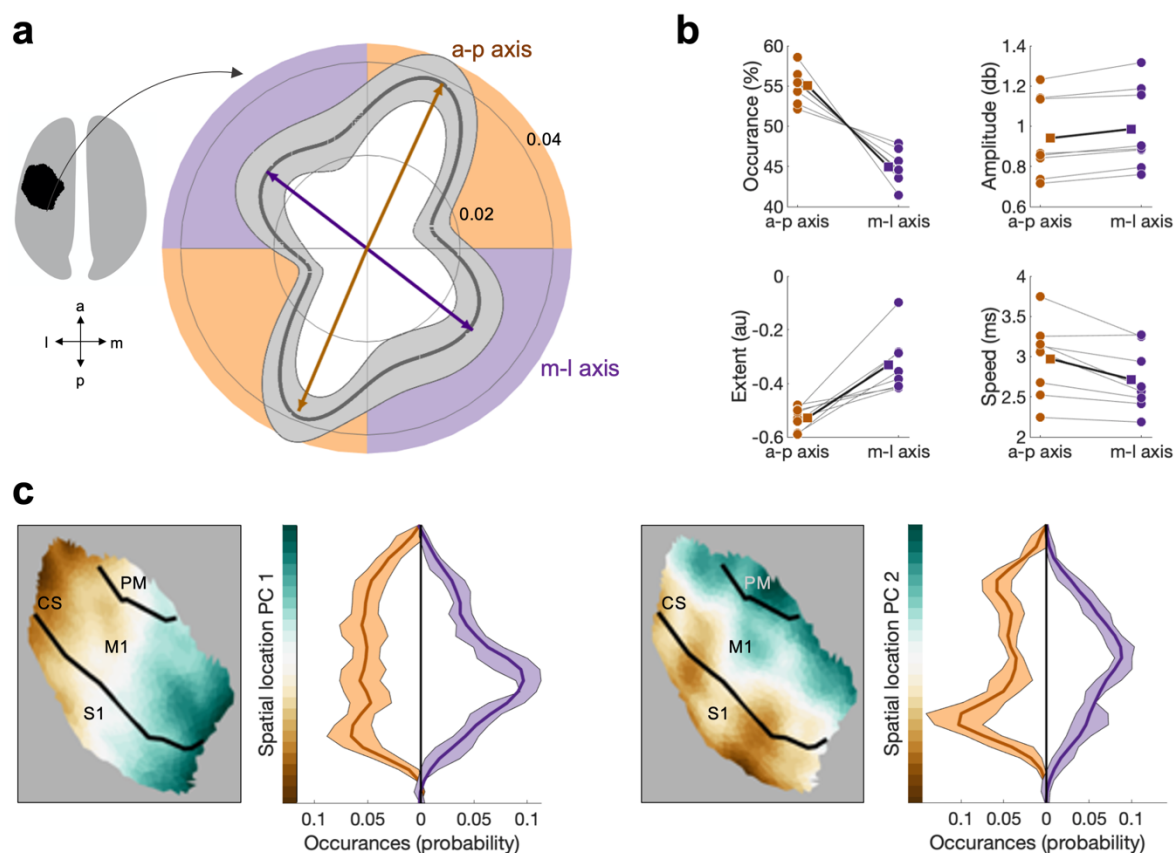 a
a-p axis
0.04
0.02
m-l axis
a
l m
p
b
Occurance (%)
60
55
50
45
40
a-p axis m-l axis
Amplitude (db)
1.4
1.2
1
0.8
0.6
a-p axis m-l axis
Extent (au)
0
-0.2
-0.4
-0.6
a-p axis m-l axis
Speed (ms)
4
3.5
3
2.5
2
a-p axis m-l axis
c
PM
CS
M1
S1
Spatial location PC 1
0.1 0.05 0 0.05 0.1
Occurances (probability)
PM
CS
M1
S1
Spatial location PC 2
0.1 0.05 0 0.05 0.1
Occurances (probability)